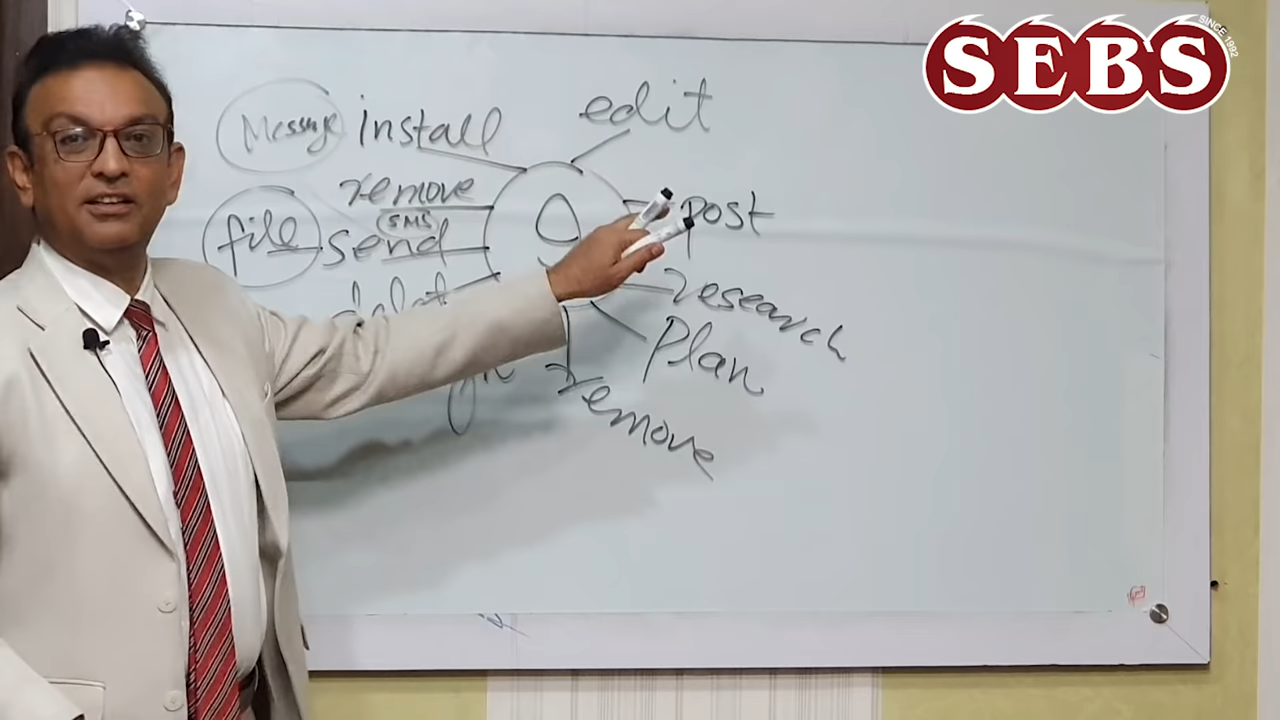 SEBS
SINCE 1992
Message
install
edit
remove
SMS
file
send
post
research
Plan
remove